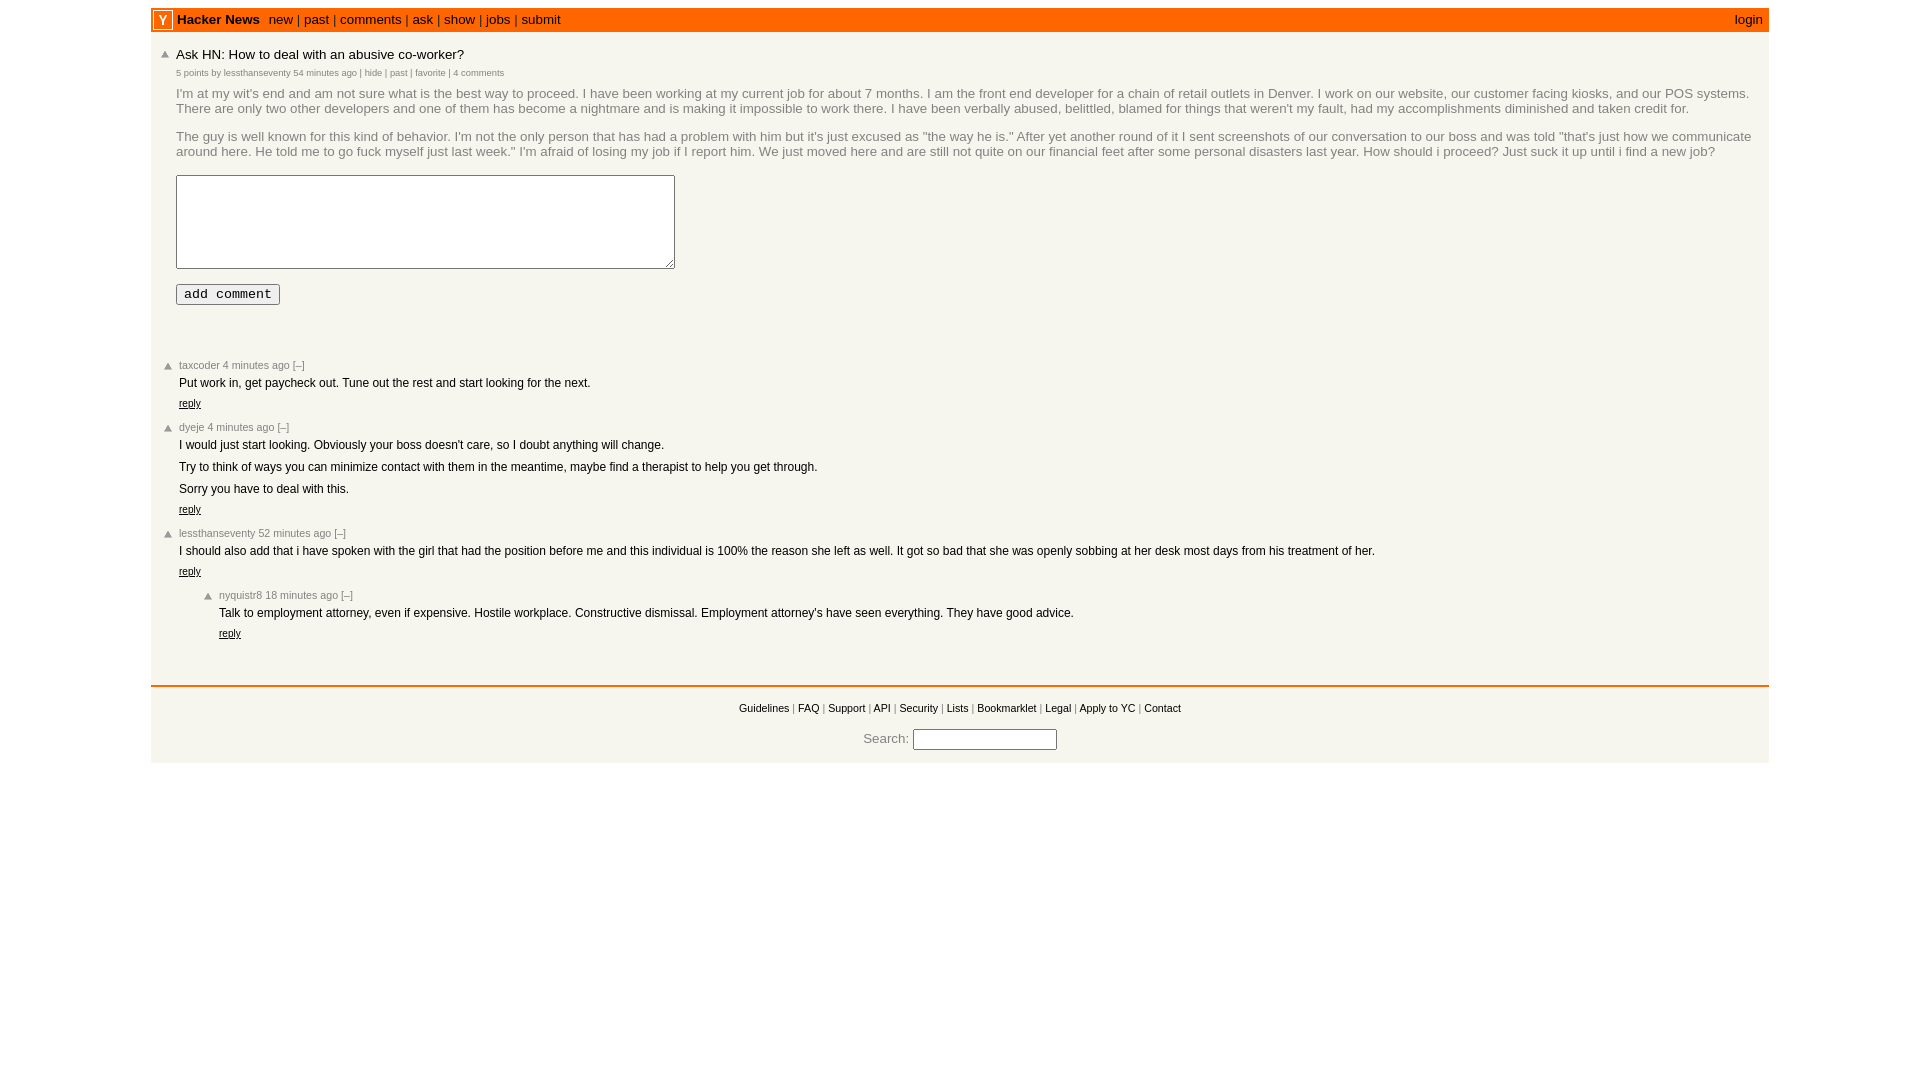 Y Hacker News new | past | comments | ask | show | jobs | submit login
Ask HN: How to deal with an abusive co-worker?
5 points by lessthanseventy 54 minutes ago | hide | past | favorite | 4 comments
I'm at my wit's end and am not sure what is the best way to proceed. I have been working at my current job for about 7 months. I am the front end developer for a chain of retail outlets in Denver. I work on our website, our customer facing kiosks, and our POS systems.
There are only two other developers and one of them has become a nightmare and is making it impossible to work there. I have been verbally abused, belittled, blamed for things that weren't my fault, had my accomplishments diminished and taken credit for.
The guy is well known for this kind of behavior. I'm not the only person that has had a problem with him but it's just excused as "the way he is." After yet another round of it I sent screenshots of our conversation to our boss and was told "that's just how we communicate
around here. He told me to go fuck myself just last week." I'm afraid of losing my job if I report him. We just moved here and are still not quite on our financial feet after some personal disasters last year. How should i proceed? Just suck it up until i find a new job?
add comment
taxcoder 4 minutes ago [–]
Put work in, get paycheck out. Tune out the rest and start looking for the next.
reply
dyeje 4 minutes ago [–]
I would just start looking. Obviously your boss doesn't care, so I doubt anything will change.
Try to think of ways you can minimize contact with them in the meantime, maybe find a therapist to help you get through.
Sorry you have to deal with this.
reply
lessthanseventy 52 minutes ago [–]
I should also add that i have spoken with the girl that had the position before me and this individual is 100% the reason she left as well. It got so bad that she was openly sobbing at her desk most days from his treatment of her.
reply
nyquistr8 18 minutes ago [–]
Talk to employment attorney, even if expensive. Hostile workplace. Constructive dismissal. Employment attorney's have seen everything. They have good advice.
reply
Guidelines | FAQ | Support | API | Security | Lists | Bookmarklet | Legal | Apply to YC | Contact
Search: